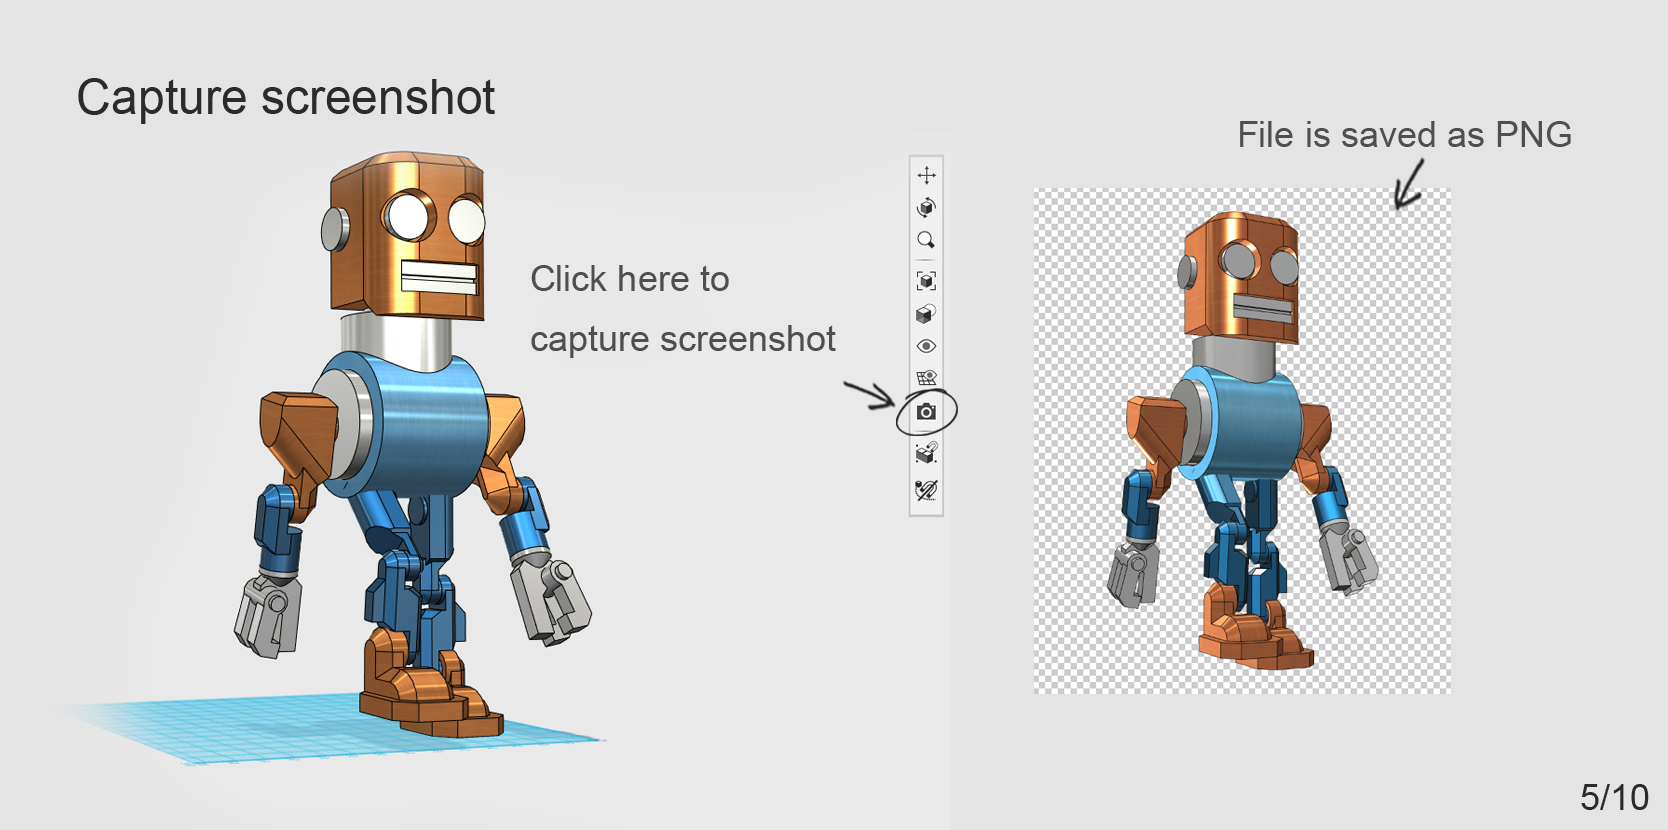 Capture screenshot
File is saved as PNG
Click here to
capture screenshot
5/10